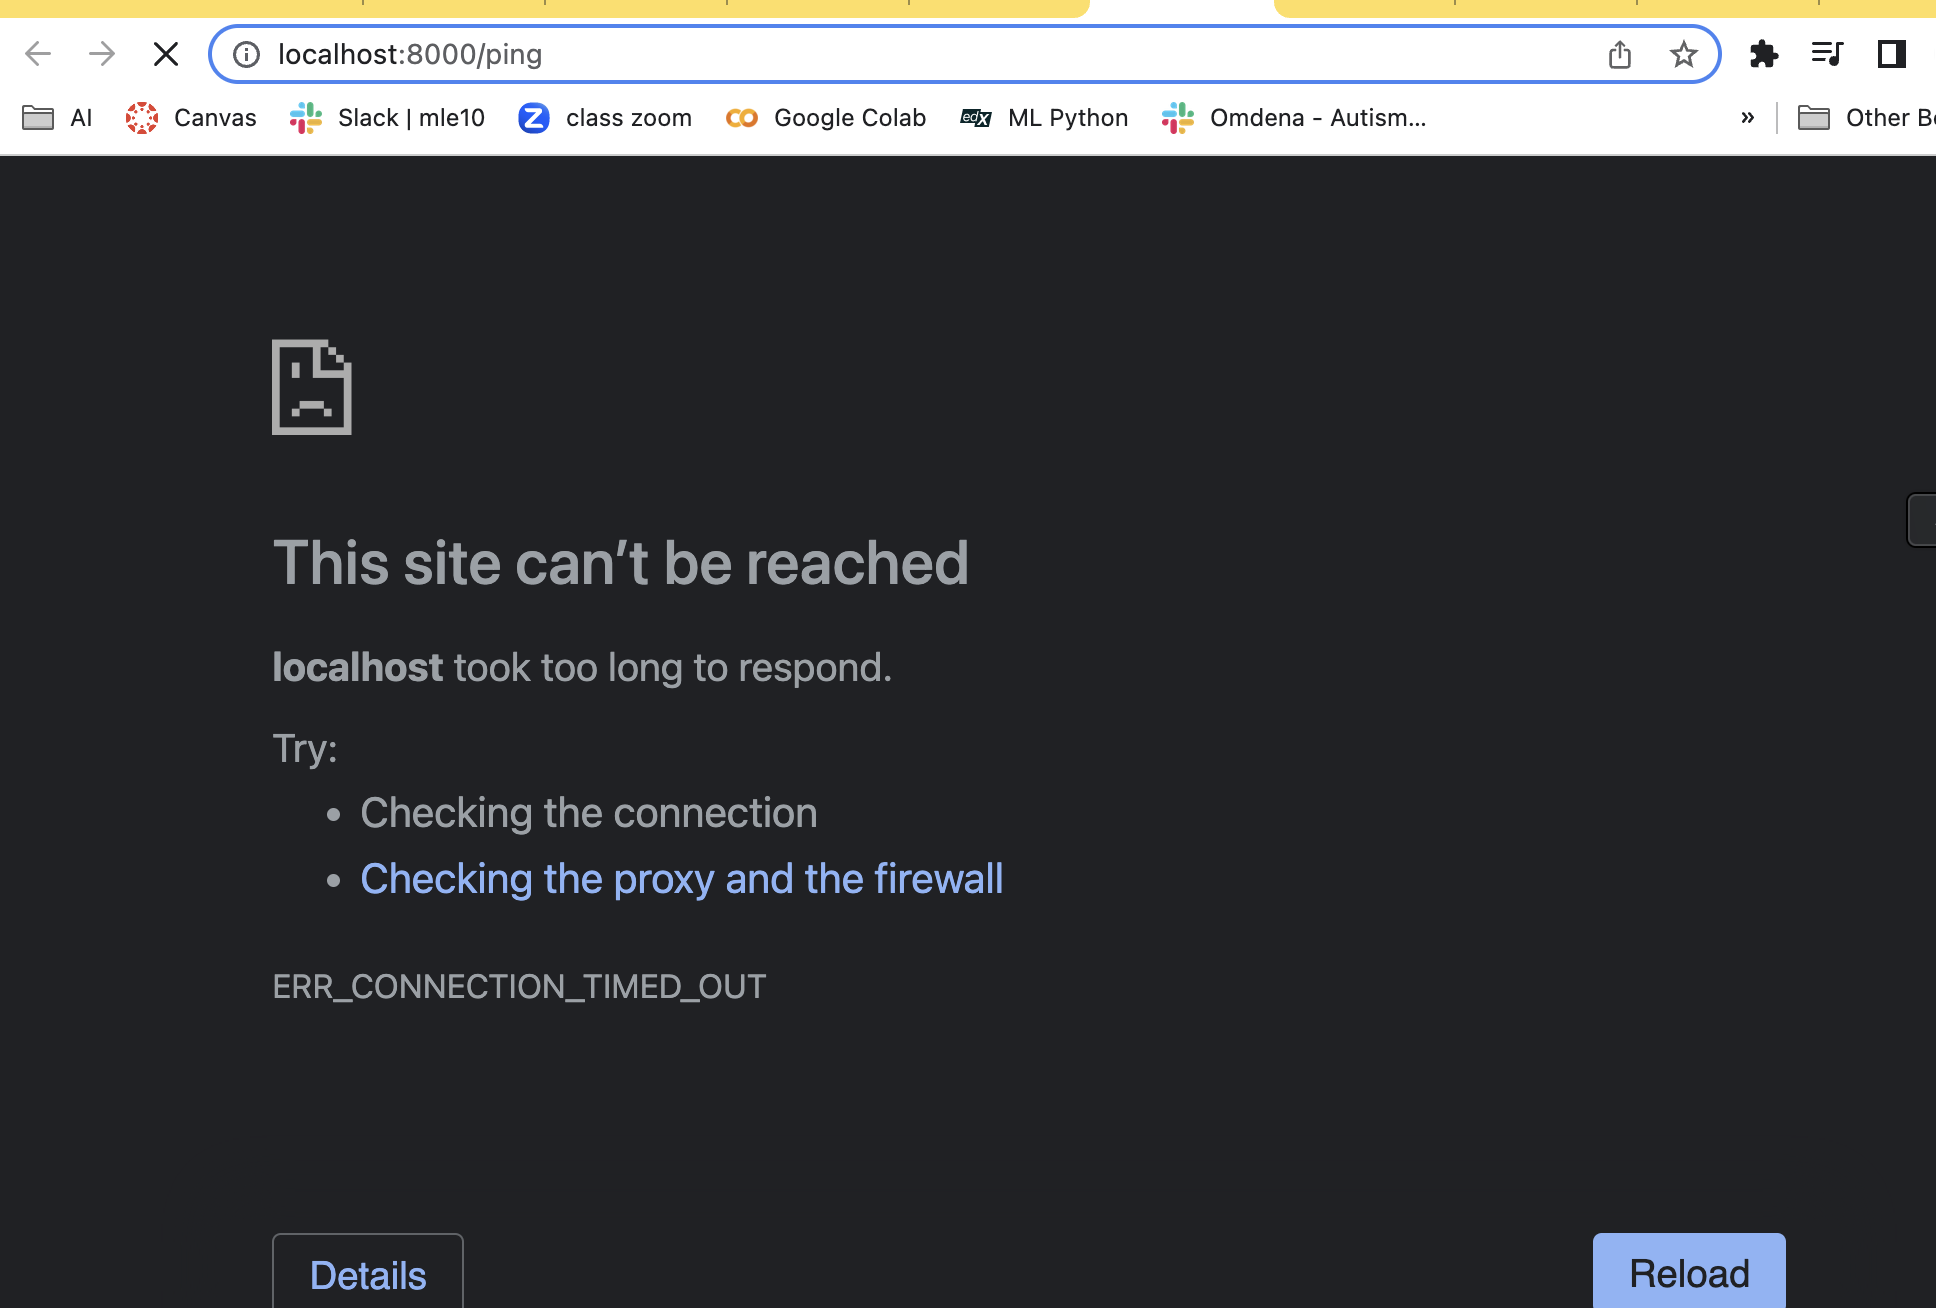 localhost:8000/ping
AI Canvas Slack | mle10 class zoom Google Colab edX ML Python Omdena - Autism... » Other
This site can’t be reached
localhost took too long to respond.
Try:
• Checking the connection
• Checking the proxy and the firewall
ERR_CONNECTION_TIMED_OUT
Details Reload